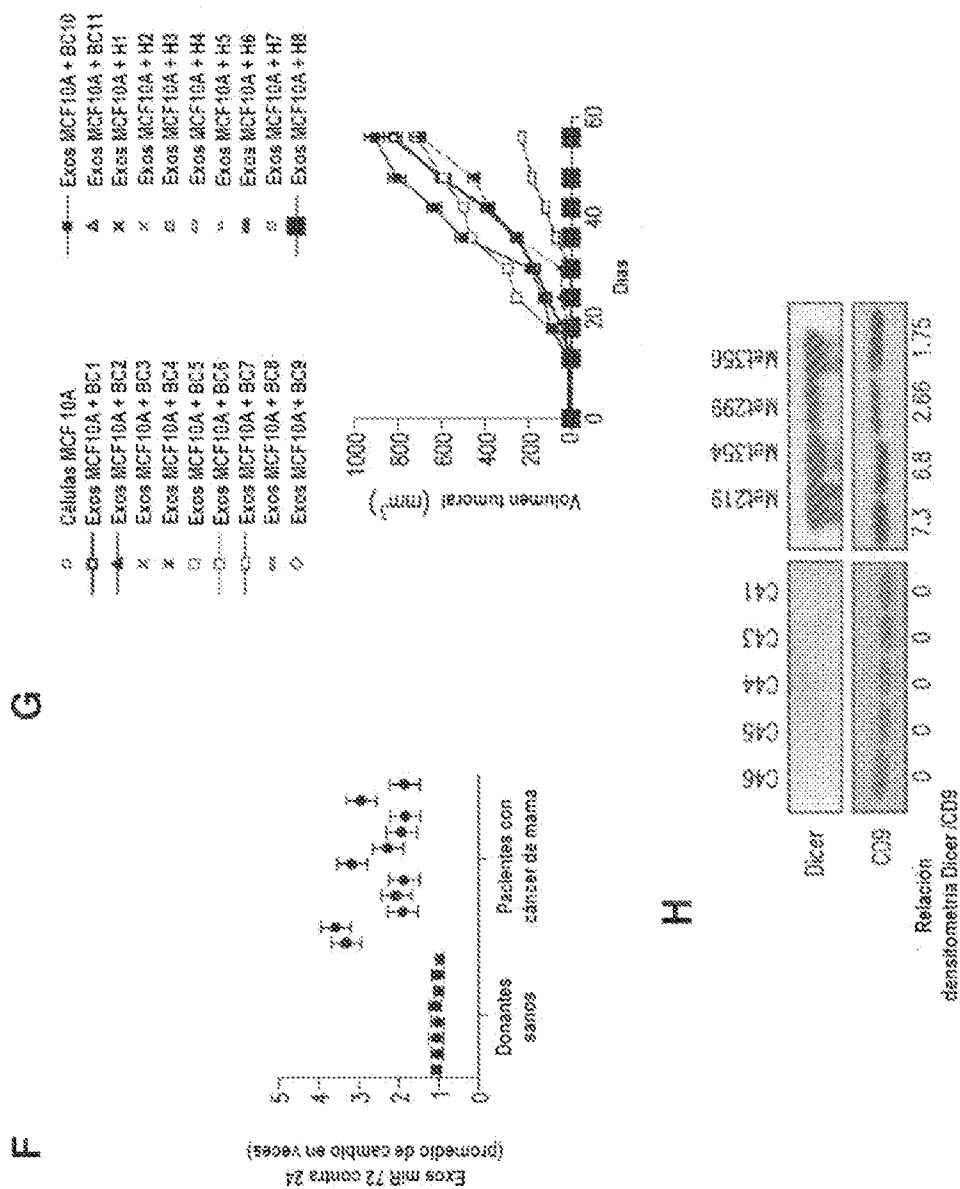 F
Exos miR 72 contra 24
(promedio de cambio en veces)
5
4
3
2
1
0
Donantes
sanos
Pacientes con
cáncer de mama
G
Células MCF10A
Exos MCF10A + BC1
Exos MCF10A + BC2
Exos MCF10A + BC3
Exos MCF10A + BC4
Exos MCF10A + BC5
Exos MCF10A + BC6
Exos MCF10A + BC7
Exos MCF10A + BC8
Exos MCF10A + BC9
Exos MCF10A + BC10
Exos MCF10A + BC11
Exos MCF10A + H1
Exos MCF10A + H2
Exos MCF10A + H3
Exos MCF10A + H4
Exos MCF10A + H5
Exos MCF10A + H6
Exos MCF10A + H7
Exos MCF10A + H8
Volumen tumoral (mm3)
1000
800
600
400
200
0
0
20
40
60
Días
H
C46
C45
C44
C43
C41
Met219
Met354
Met299
Met356
Dicer
CD9
Relación
densitometría Dicer /CD9
0
0
0
0
0
7.3
6.8
2.86
1.75